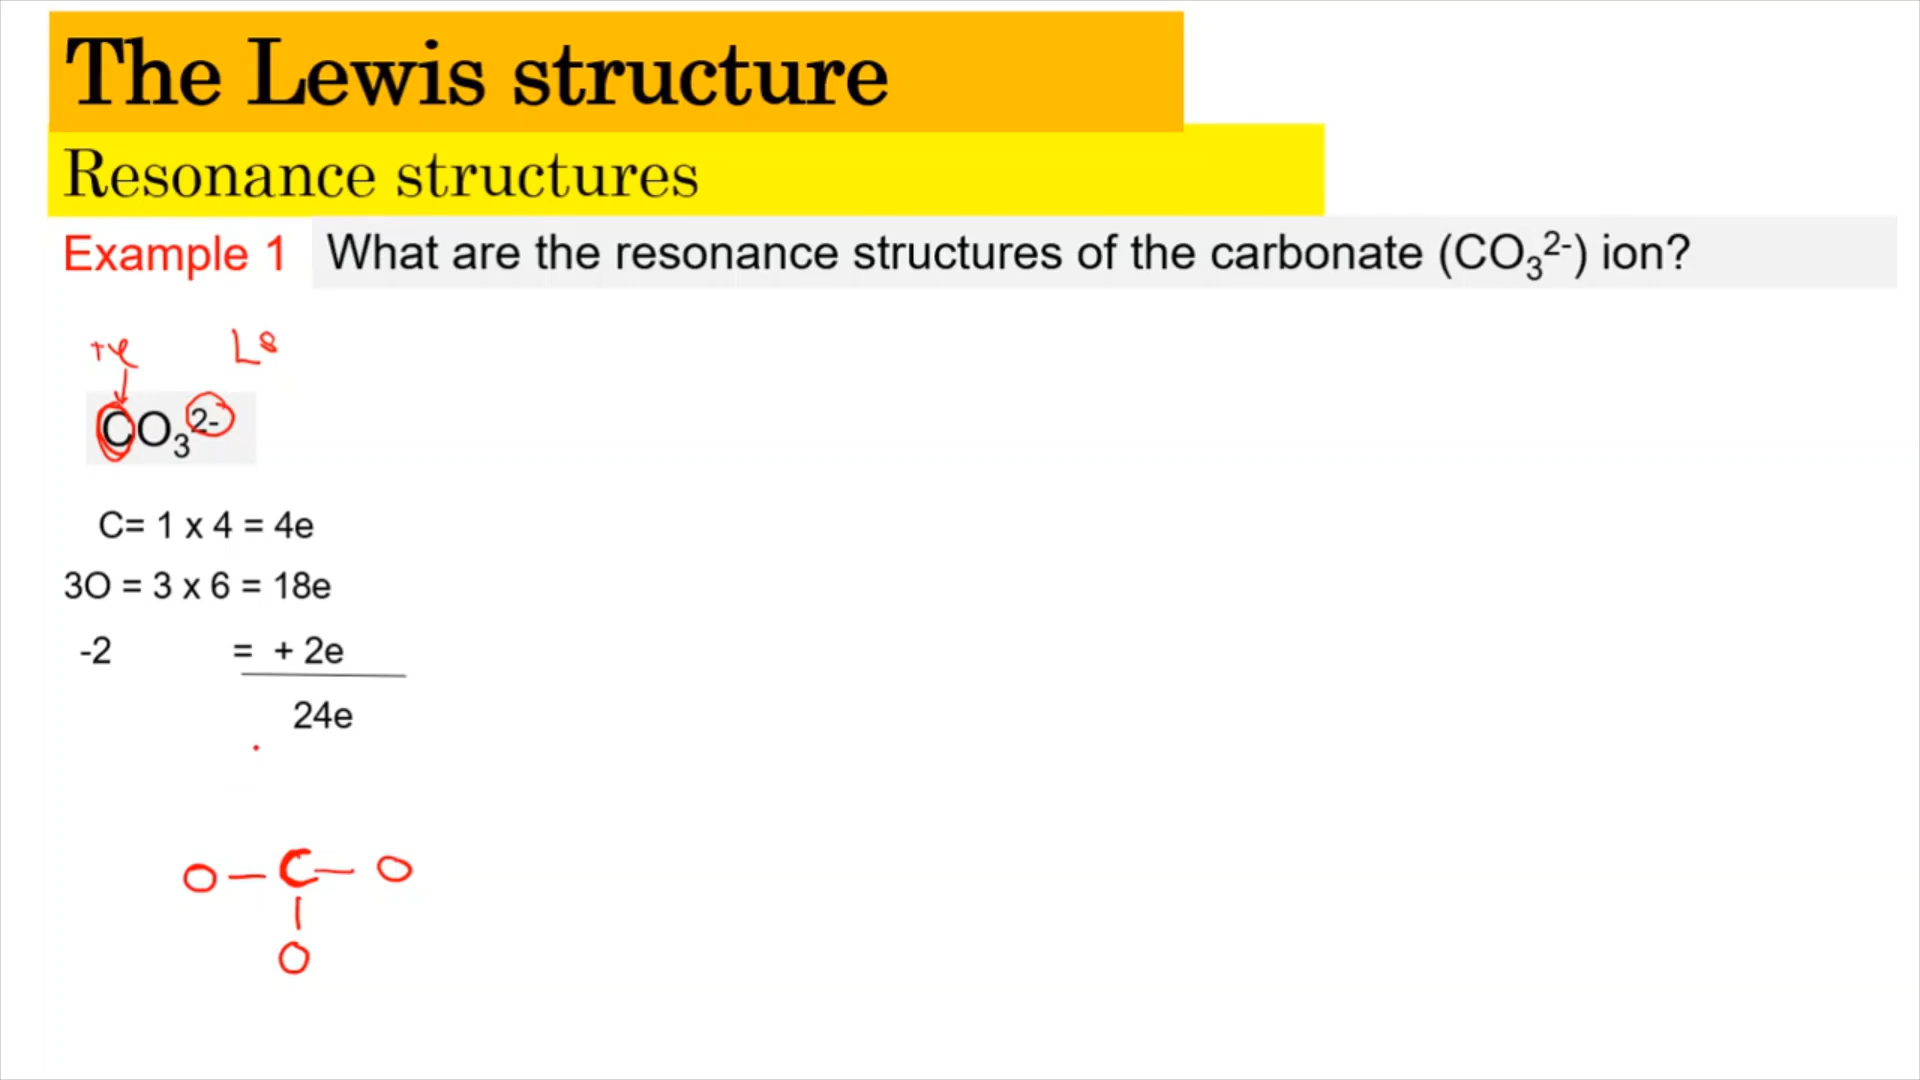 The Lewis structure
Resonance structures
Example 1 What are the resonance structures of the carbonate (CO₃²⁻) ion?
CO₃²⁻
C= 1 x 4 = 4e
3O = 3 x 6 = 18e
-2 = + 2e
24e
O – C – O
|
O